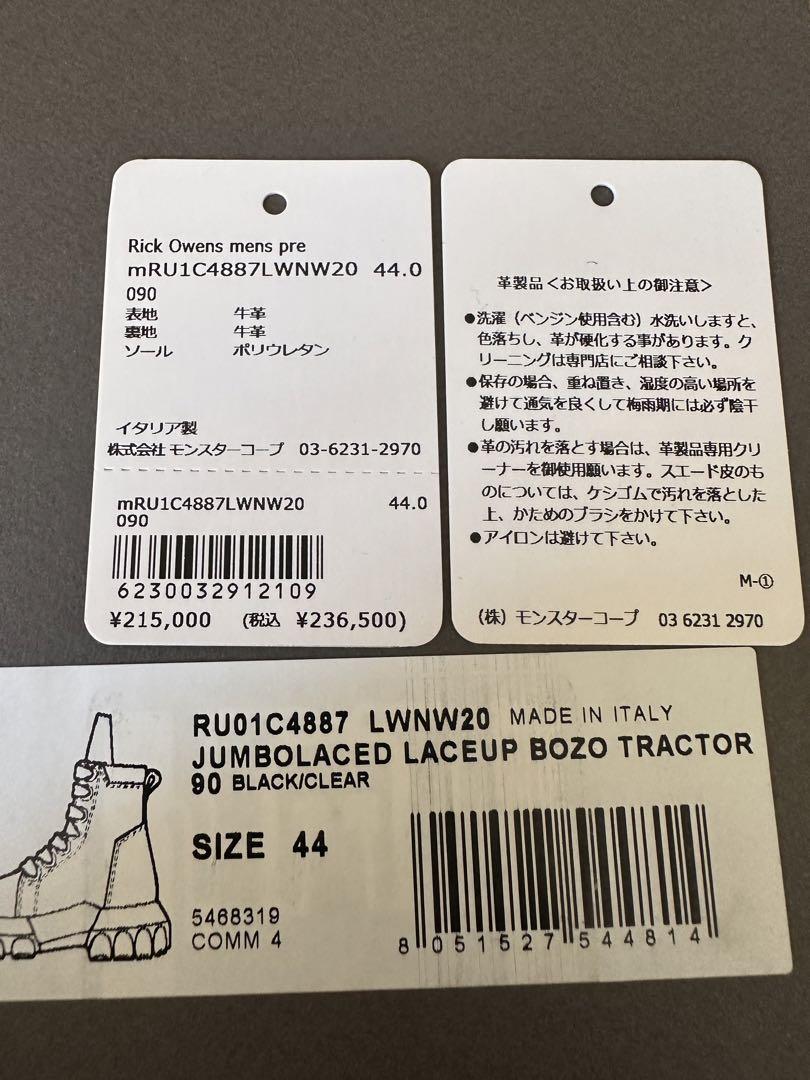 Rick Owens mens pre
mRU1C4887LWNW20 44.0
090
表地 牛革
裏地 牛革
ソール ポリウレタン
イタリア製
株式会社 モンスターコープ 03-6231-2970
mRU1C4887LWNW20 44.0
090
6230032912109
¥215,000 (税込 ¥236,500)
革製品<お取扱い上の御注意>
●洗濯（ベンジン使用含む）水洗いしますと、
色落ちし、革が硬化する事があります。ク
リーニングは専門店にご相談下さい。
●保存の場合、重ね置き、湿度の高い場所を
避けて通気を良くして梅雨期には必ず陰干
し願います。
●革の汚れを落とす場合は、革製品専用クリ
ーナーを御使用願います。スエード皮のも
のについては、ケシゴムで汚れを落とした
上、かためのブラシをかけて下さい。
●アイロンは避けて下さい。
M-①
（株）モンスターコープ 03 6231 2970
RU01C4887 LWNW20 MADE IN ITALY
JUMBOLACED LACEUP BOZO TRACTOR
90 BLACK/CLEAR
SIZE 44
5468319
COMM 4
8 051527 544814